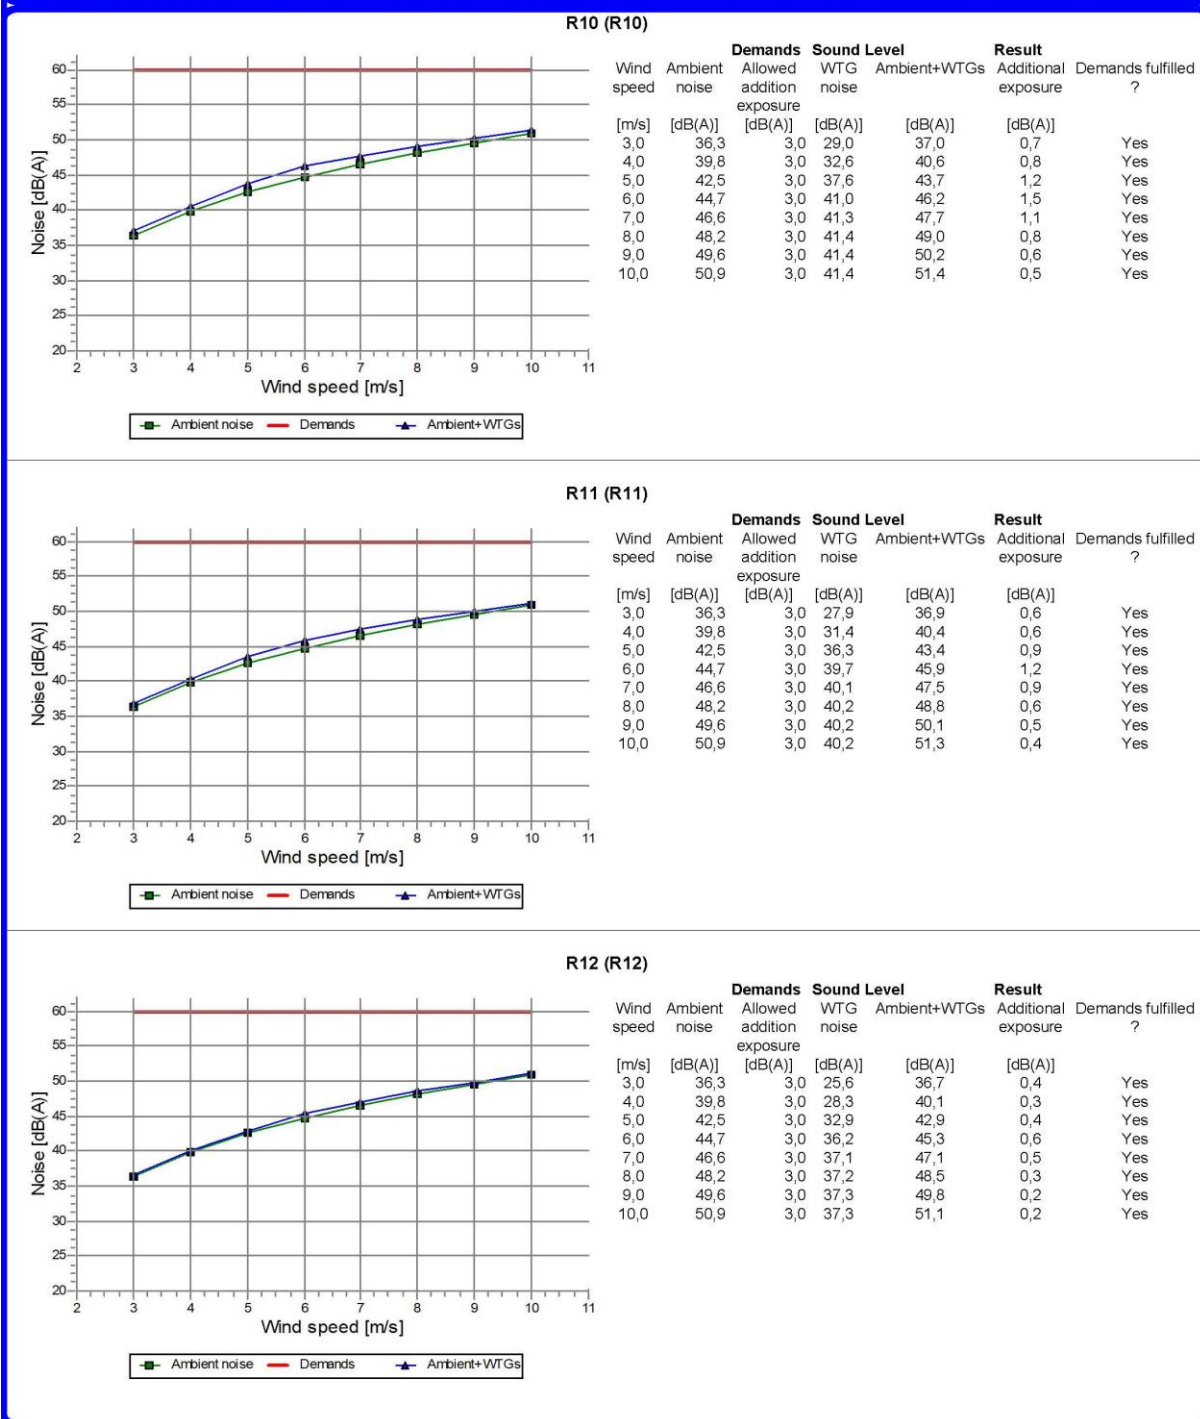 R10 (R10)
Demands Sound Level Result
Wind Ambient Allowed WTG Ambient+WTGs Additional Demands fulfilled
speed noise addition noise exposure ?
exposure
[m/s] [dB(A)] [dB(A)] [dB(A)] [dB(A)] [dB(A)]
3,0 36,3 3,0 29,0 37,0 0,7 Yes
4,0 39,8 3,0 32,6 40,6 0,8 Yes
5,0 42,5 3,0 37,6 43,7 1,2 Yes
6,0 44,7 3,0 41,0 46,2 1,5 Yes
7,0 46,6 3,0 41,3 47,7 1,1 Yes
8,0 48,2 3,0 41,4 49,0 0,8 Yes
9,0 49,6 3,0 41,4 50,2 0,6 Yes
10,0 50,9 3,0 41,4 51,4 0,5 Yes
Noise [dB(A)]
60
55
50
45
40
35
30
25
20
2 3 4 5 6 7 8 9 10 11
Wind speed [m/s]
Ambient noise Demands Ambient+WTGs
R11 (R11)
Demands Sound Level Result
Wind Ambient Allowed WTG Ambient+WTGs Additional Demands fulfilled
speed noise addition noise exposure ?
exposure
[m/s] [dB(A)] [dB(A)] [dB(A)] [dB(A)] [dB(A)]
3,0 36,3 3,0 27,9 36,9 0,6 Yes
4,0 39,8 3,0 31,4 40,4 0,6 Yes
5,0 42,5 3,0 36,3 43,4 0,9 Yes
6,0 44,7 3,0 39,7 45,9 1,2 Yes
7,0 46,6 3,0 40,1 47,5 0,9 Yes
8,0 48,2 3,0 40,2 48,8 0,6 Yes
9,0 49,6 3,0 40,2 50,1 0,5 Yes
10,0 50,9 3,0 40,2 51,3 0,4 Yes
Noise [dB(A)]
60
55
50
45
40
35
30
25
20
2 3 4 5 6 7 8 9 10 11
Wind speed [m/s]
Ambient noise Demands Ambient+WTGs
R12 (R12)
Demands Sound Level Result
Wind Ambient Allowed WTG Ambient+WTGs Additional Demands fulfilled
speed noise addition noise exposure ?
exposure
[m/s] [dB(A)] [dB(A)] [dB(A)] [dB(A)] [dB(A)]
3,0 36,3 3,0 25,6 36,7 0,4 Yes
4,0 39,8 3,0 28,3 40,1 0,3 Yes
5,0 42,5 3,0 32,9 42,9 0,4 Yes
6,0 44,7 3,0 36,2 45,3 0,6 Yes
7,0 46,6 3,0 37,1 47,1 0,5 Yes
8,0 48,2 3,0 37,2 48,5 0,3 Yes
9,0 49,6 3,0 37,3 49,8 0,2 Yes
10,0 50,9 3,0 37,3 51,1 0,2 Yes
Noise [dB(A)]
60
55
50
45
40
35
30
25
20
2 3 4 5 6 7 8 9 10 11
Wind speed [m/s]
Ambient noise Demands Ambient+WTGs